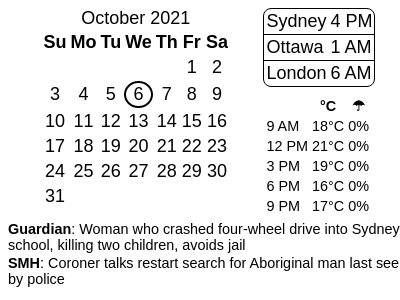 October 2021
Su Mo Tu We Th Fr Sa
1 2
3 4 5 6 7 8 9
10 11 12 13 14 15 16
17 18 19 20 21 22 23
24 25 26 27 28 29 30
31
Sydney 4 PM
Ottawa 1 AM
London 6 AM
°C ☂
9 AM 18°C 0%
12 PM 21°C 0%
3 PM 19°C 0%
6 PM 16°C 0%
9 PM 17°C 0%
Guardian: Woman who crashed four-wheel drive into Sydney
school, killing two children, avoids jail
SMH: Coroner talks restart search for Aboriginal man last see
by police